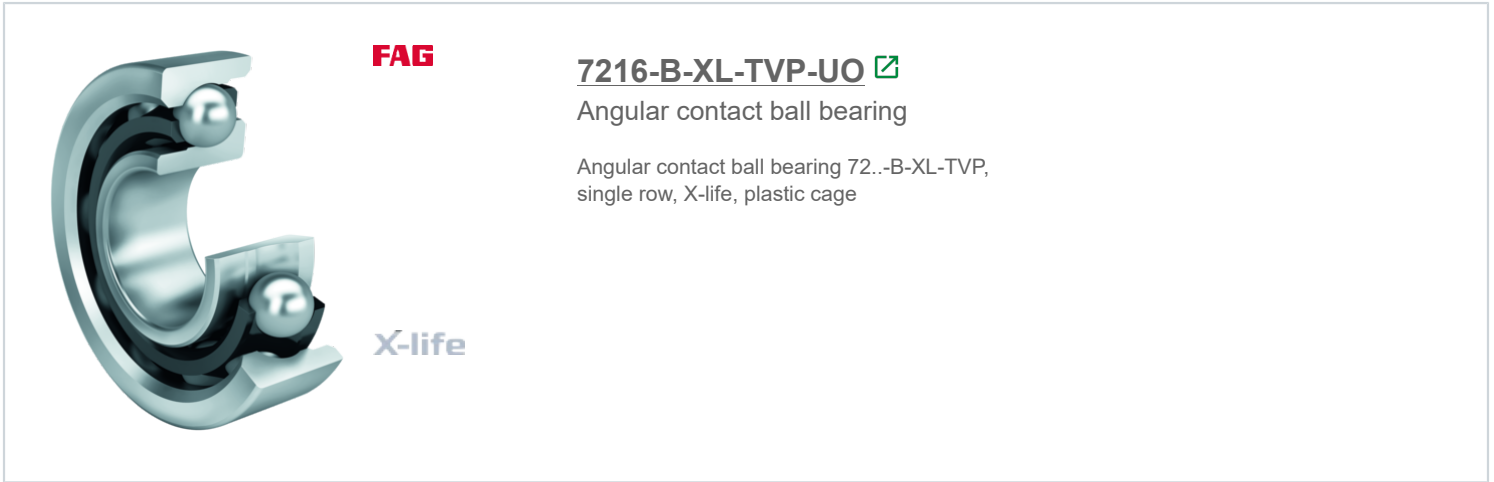 FAG
7216-B-XL-TVP-UO
Angular contact ball bearing
Angular contact ball bearing 72..-B-XL-TVP,
single row, X-life, plastic cage
X-life